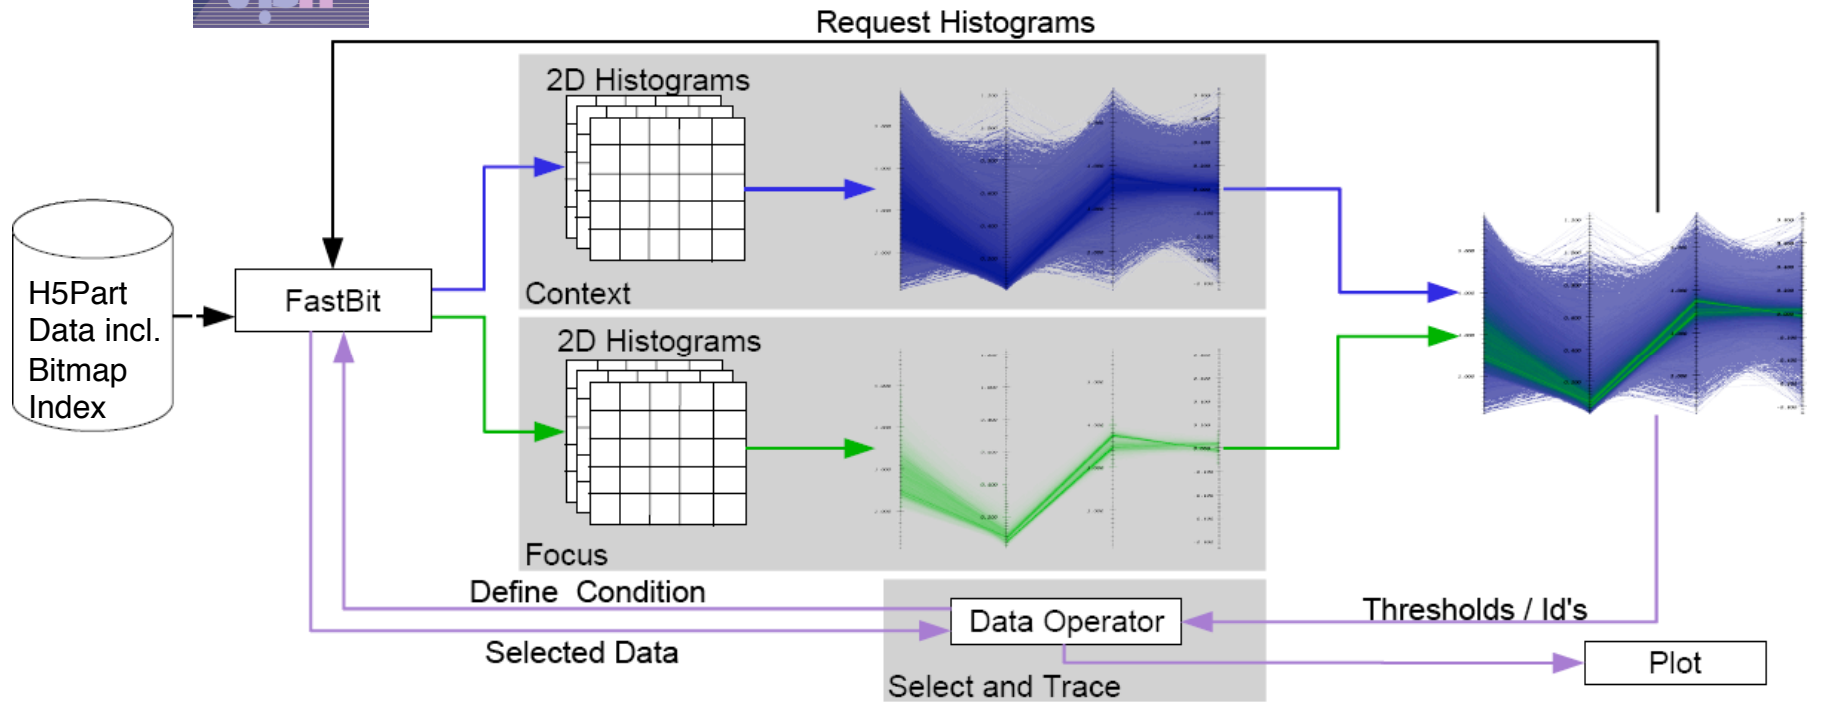 Request Histograms
2D Histograms
Context
H5Part
Data incl.
Bitmap
Index
FastBit
2D Histograms
Focus
Define Condition
Selected Data
Data Operator
Select and Trace
Thresholds / Id's
Plot